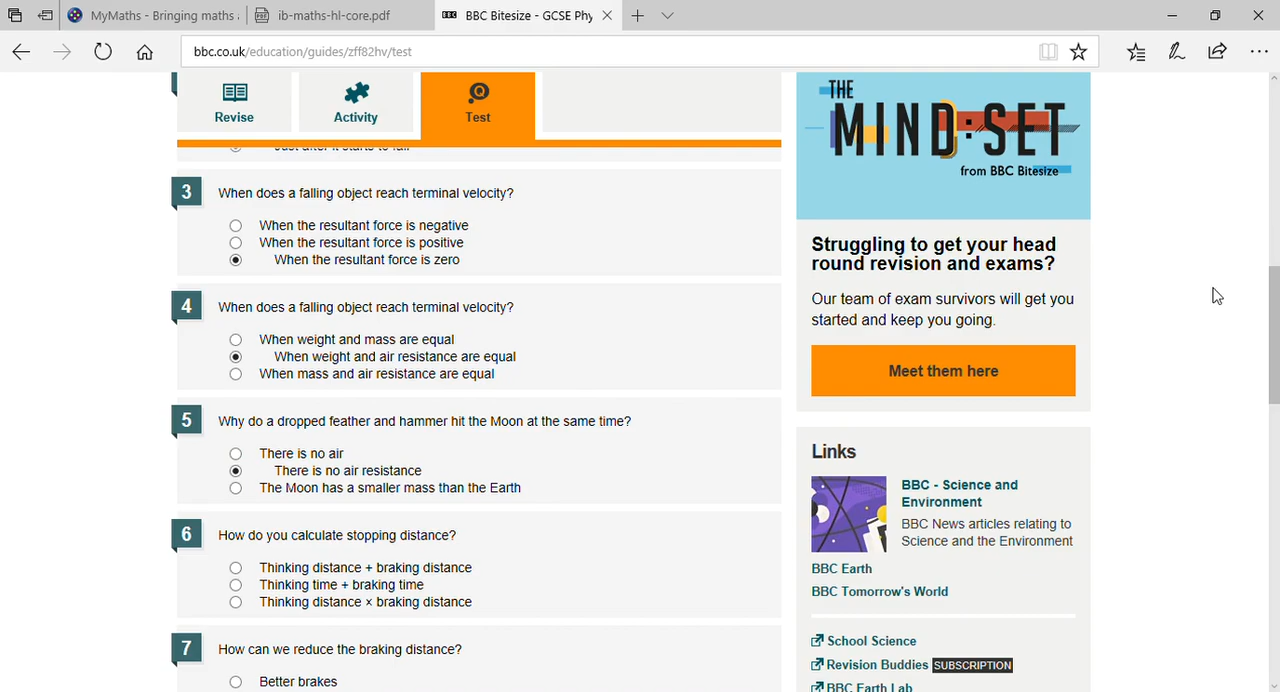 MyMaths - Bringing maths a
ib-maths-hl-core.pdf
BBC Bitesize - GCSE Phy
bbc.co.uk/education/guides/zff82hv/test
Revise
Activity
Test
Just after it starts to fall
3
When does a falling object reach terminal velocity?
When the resultant force is negative
When the resultant force is positive
When the resultant force is zero
4
When does a falling object reach terminal velocity?
When weight and mass are equal
When weight and air resistance are equal
When mass and air resistance are equal
5
Why do a dropped feather and hammer hit the Moon at the same time?
There is no air
There is no air resistance
The Moon has a smaller mass than the Earth
6
How do you calculate stopping distance?
Thinking distance + braking distance
Thinking time + braking time
Thinking distance × braking distance
7
How can we reduce the braking distance?
Better brakes
THE
MIND:SET
from BBC Bitesize
Struggling to get your head
round revision and exams?
Our team of exam survivors will get you
started and keep you going.
Meet them here
Links
BBC - Science and
Environment
BBC News articles relating to
Science and the Environment
BBC Earth
BBC Tomorrow's World
School Science
Revision Buddies SUBSCRIPTION
BBC Earth Lab